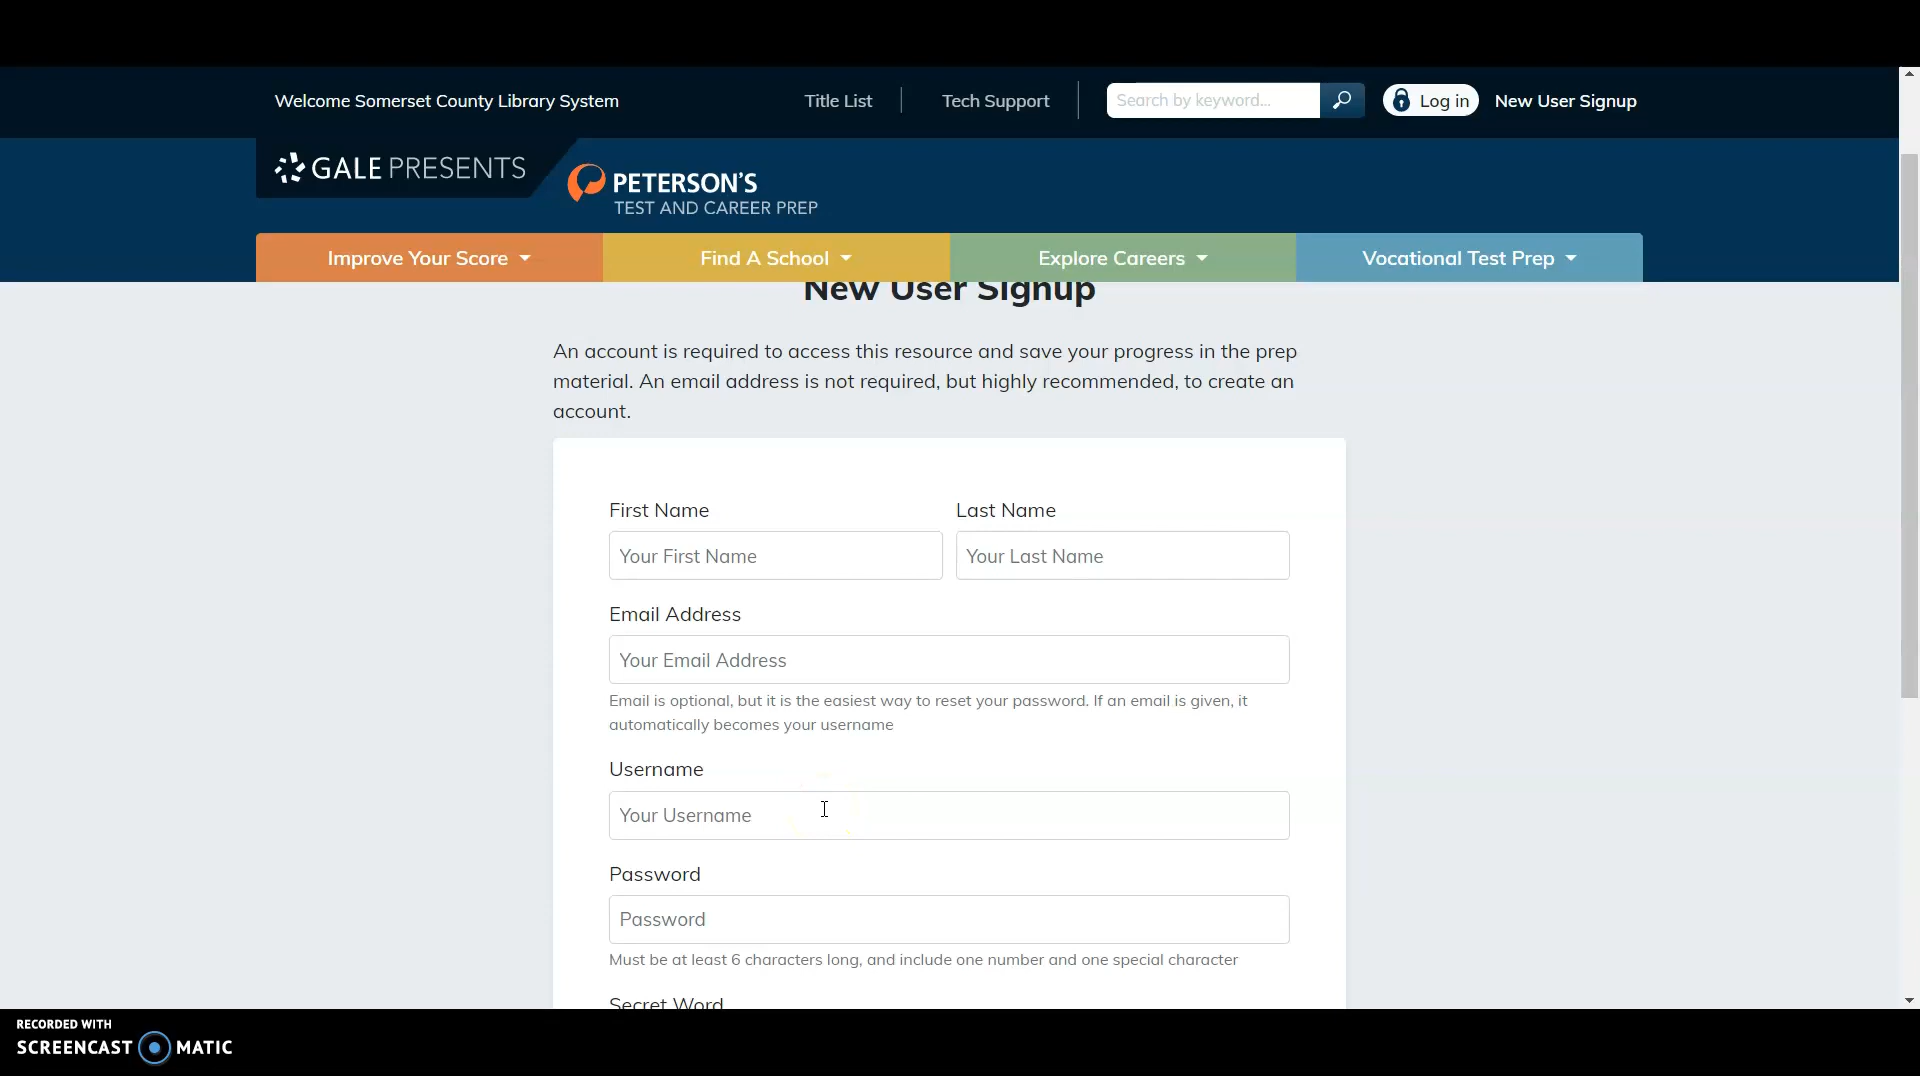 Welcome Somerset County Library System
Title List
Tech Support
Search by keyword...
Log in
New User Signup
GALE PRESENTS
PETERSON'S
TEST AND CAREER PREP
Improve Your Score
Find A School
Explore Careers
Vocational Test Prep
New User Signup
An account is required to access this resource and save your progress in the prep
material. An email address is not required, but highly recommended, to create an
account.
First Name
Last Name
Your First Name
Your Last Name
Email Address
Your Email Address
Email is optional, but it is the easiest way to reset your password. If an email is given, it
automatically becomes your username
Username
Your Username
Password
Password
Must be at least 6 characters long, and include one number and one special character
Secret Word
RECORDED WITH
SCREENCAST MATIC